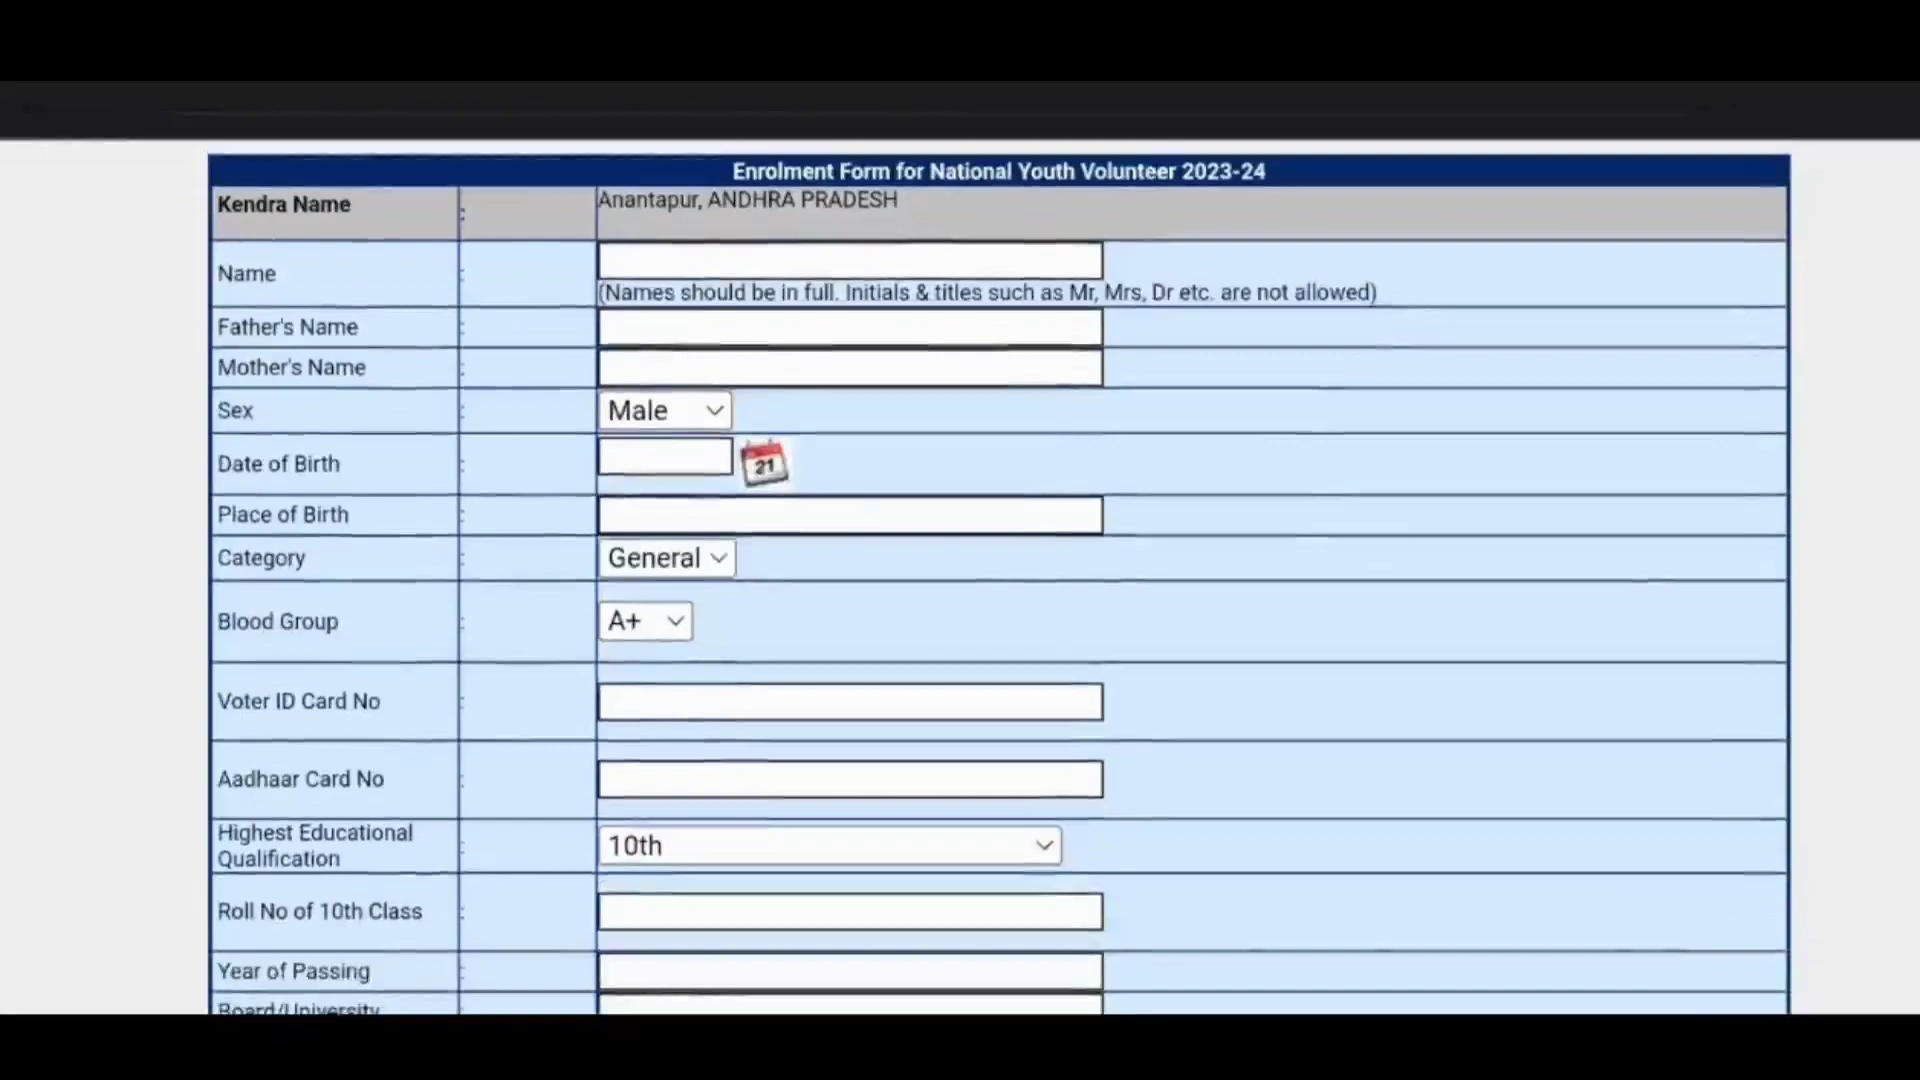 Enrolment Form for National Youth Volunteer 2023-24
Kendra Name : Anantapur, ANDHRA PRADESH
Name :
(Names should be in full. Initials & titles such as Mr, Mrs, Dr etc. are not allowed)
Father's Name :
Mother's Name :
Sex : Male
Date of Birth : 21
Place of Birth :
Category : General
Blood Group : A+
Voter ID Card No :
Aadhaar Card No :
Highest Educational
Qualification : 10th
Roll No of 10th Class :
Year of Passing :
Board/University